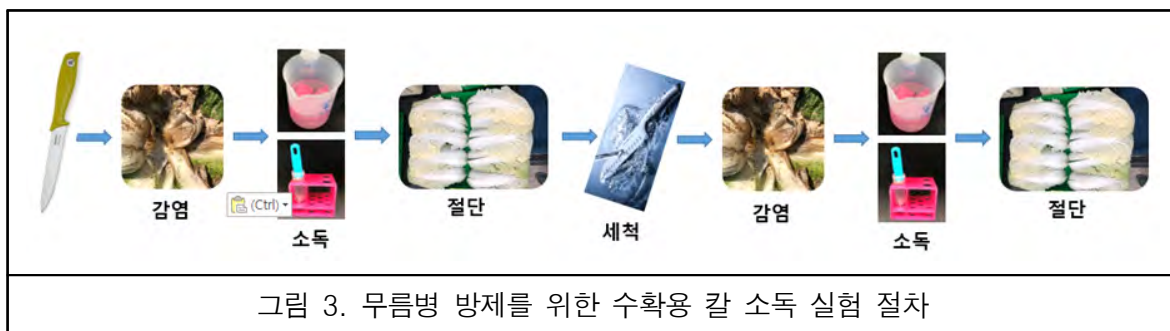 감염
(Ctrl)
소독
절단
세척
감염
소독
절단
그림 3. 무름병 방제를 위한 수확용 칼 소독 실험 절차